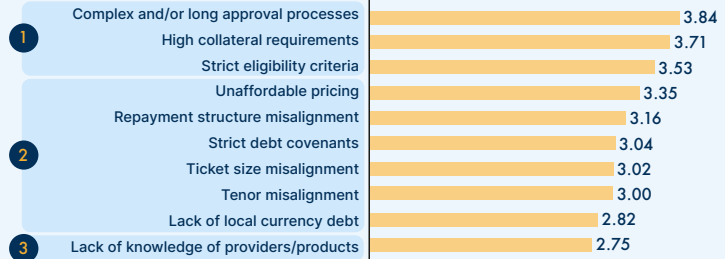 1
Complex and/or long approval processes 3.84
High collateral requirements 3.71
Strict eligibility criteria 3.53
2
Unaffordable pricing 3.35
Repayment structure misalignment 3.16
Strict debt covenants 3.04
Ticket size misalignment 3.02
Tenor misalignment 3.00
Lack of local currency debt 2.82
3
Lack of knowledge of providers/products 2.75